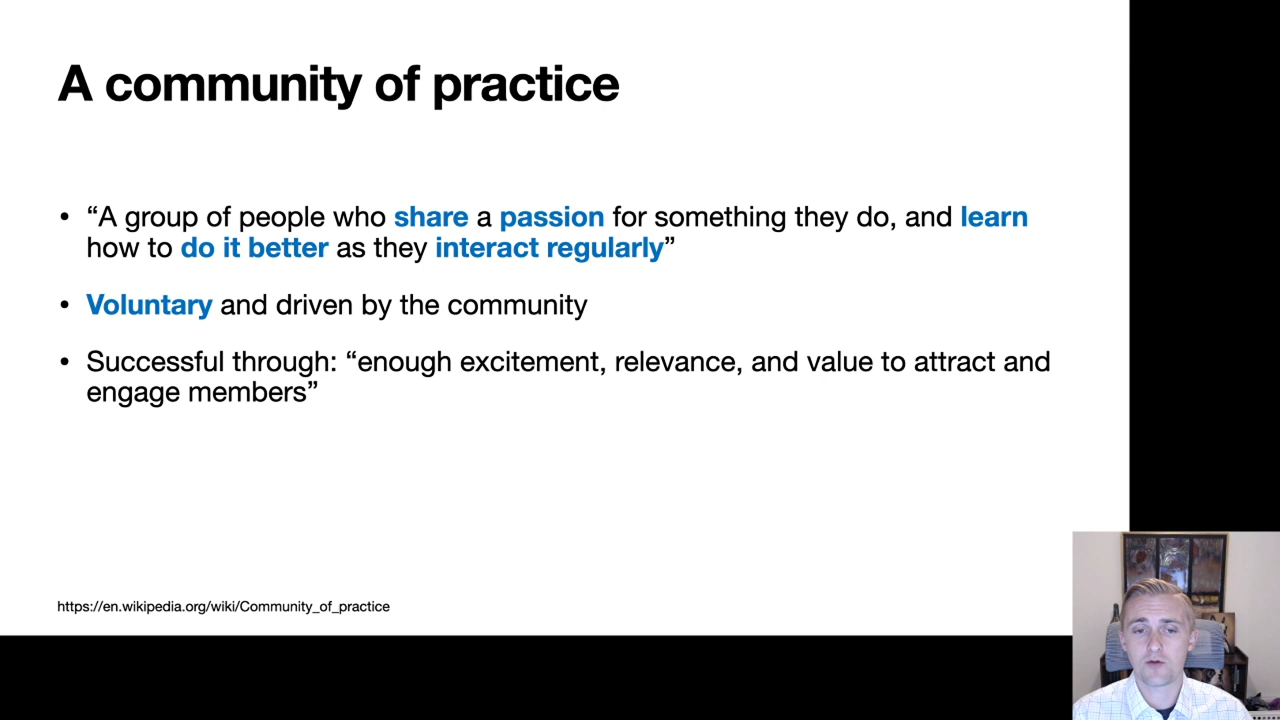 A community of practice
• “A group of people who share a passion for something they do, and learn
how to do it better as they interact regularly”
• Voluntary and driven by the community
• Successful through: “enough excitement, relevance, and value to attract and
engage members”
https://en.wikipedia.org/wiki/Community_of_practice